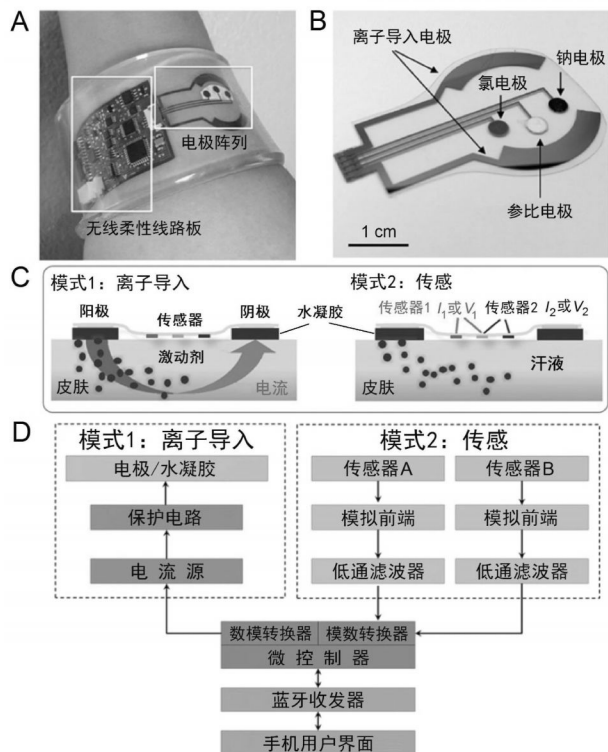 A
电极阵列
无线柔性线路板
B
离子导入电极
钠电极
氯电极
参比电极
1 cm
C
模式1：离子导入
阳极
传感器
阴极
水凝胶
激动剂
皮肤
电流
模式2：传感
传感器1 I₁或V₁ 传感器2 I₂或V₂
汗液
皮肤
D
模式1：离子导入
电极/水凝胶
保护电路
电 流 源
模式2：传感
传感器A
传感器B
模拟前端
模拟前端
低通滤波器
低通滤波器
数模转换器 模数转换器
微 控 制 器
蓝牙收发器
手机用户界面